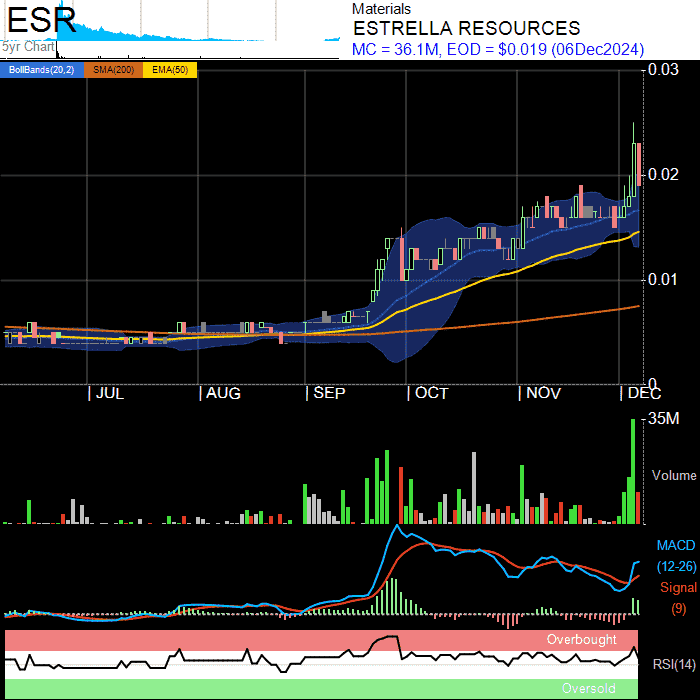 ESR
5yr Chart
Materials
ESTRELLA RESOURCES
MC = 36.1M, EOD = $0.019 (06Dec2024)
BollBands(20,2) SMA(200) EMA(50)
0.03
0.02
0.01
0
| JUL | AUG | SEP | OCT | NOV | DEC
35M
Volume
MACD
(12-26)
Signal
(9)
Overbought
RSI(14)
Oversold